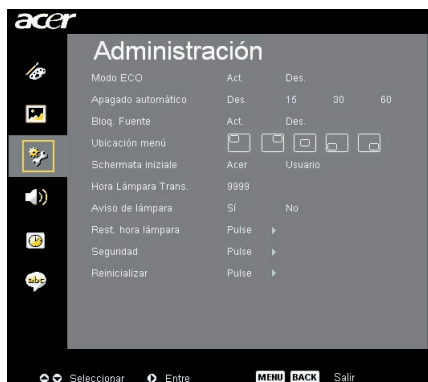 acer
Administración
Modo ECO Act. Des.
Apagado automático Des. 15 30 60
Bloq. Fuente Act. Des.
Ubicación menú
Schermata iniziale Acer Usuario
Hora Lámpara Trans. 9999
Aviso de lámpara Sí No
Rest. hora lámpara Pulse
Seguridad Pulse
Reinicializar Pulse
abc
Seleccionar Entre MENU BACK Salir